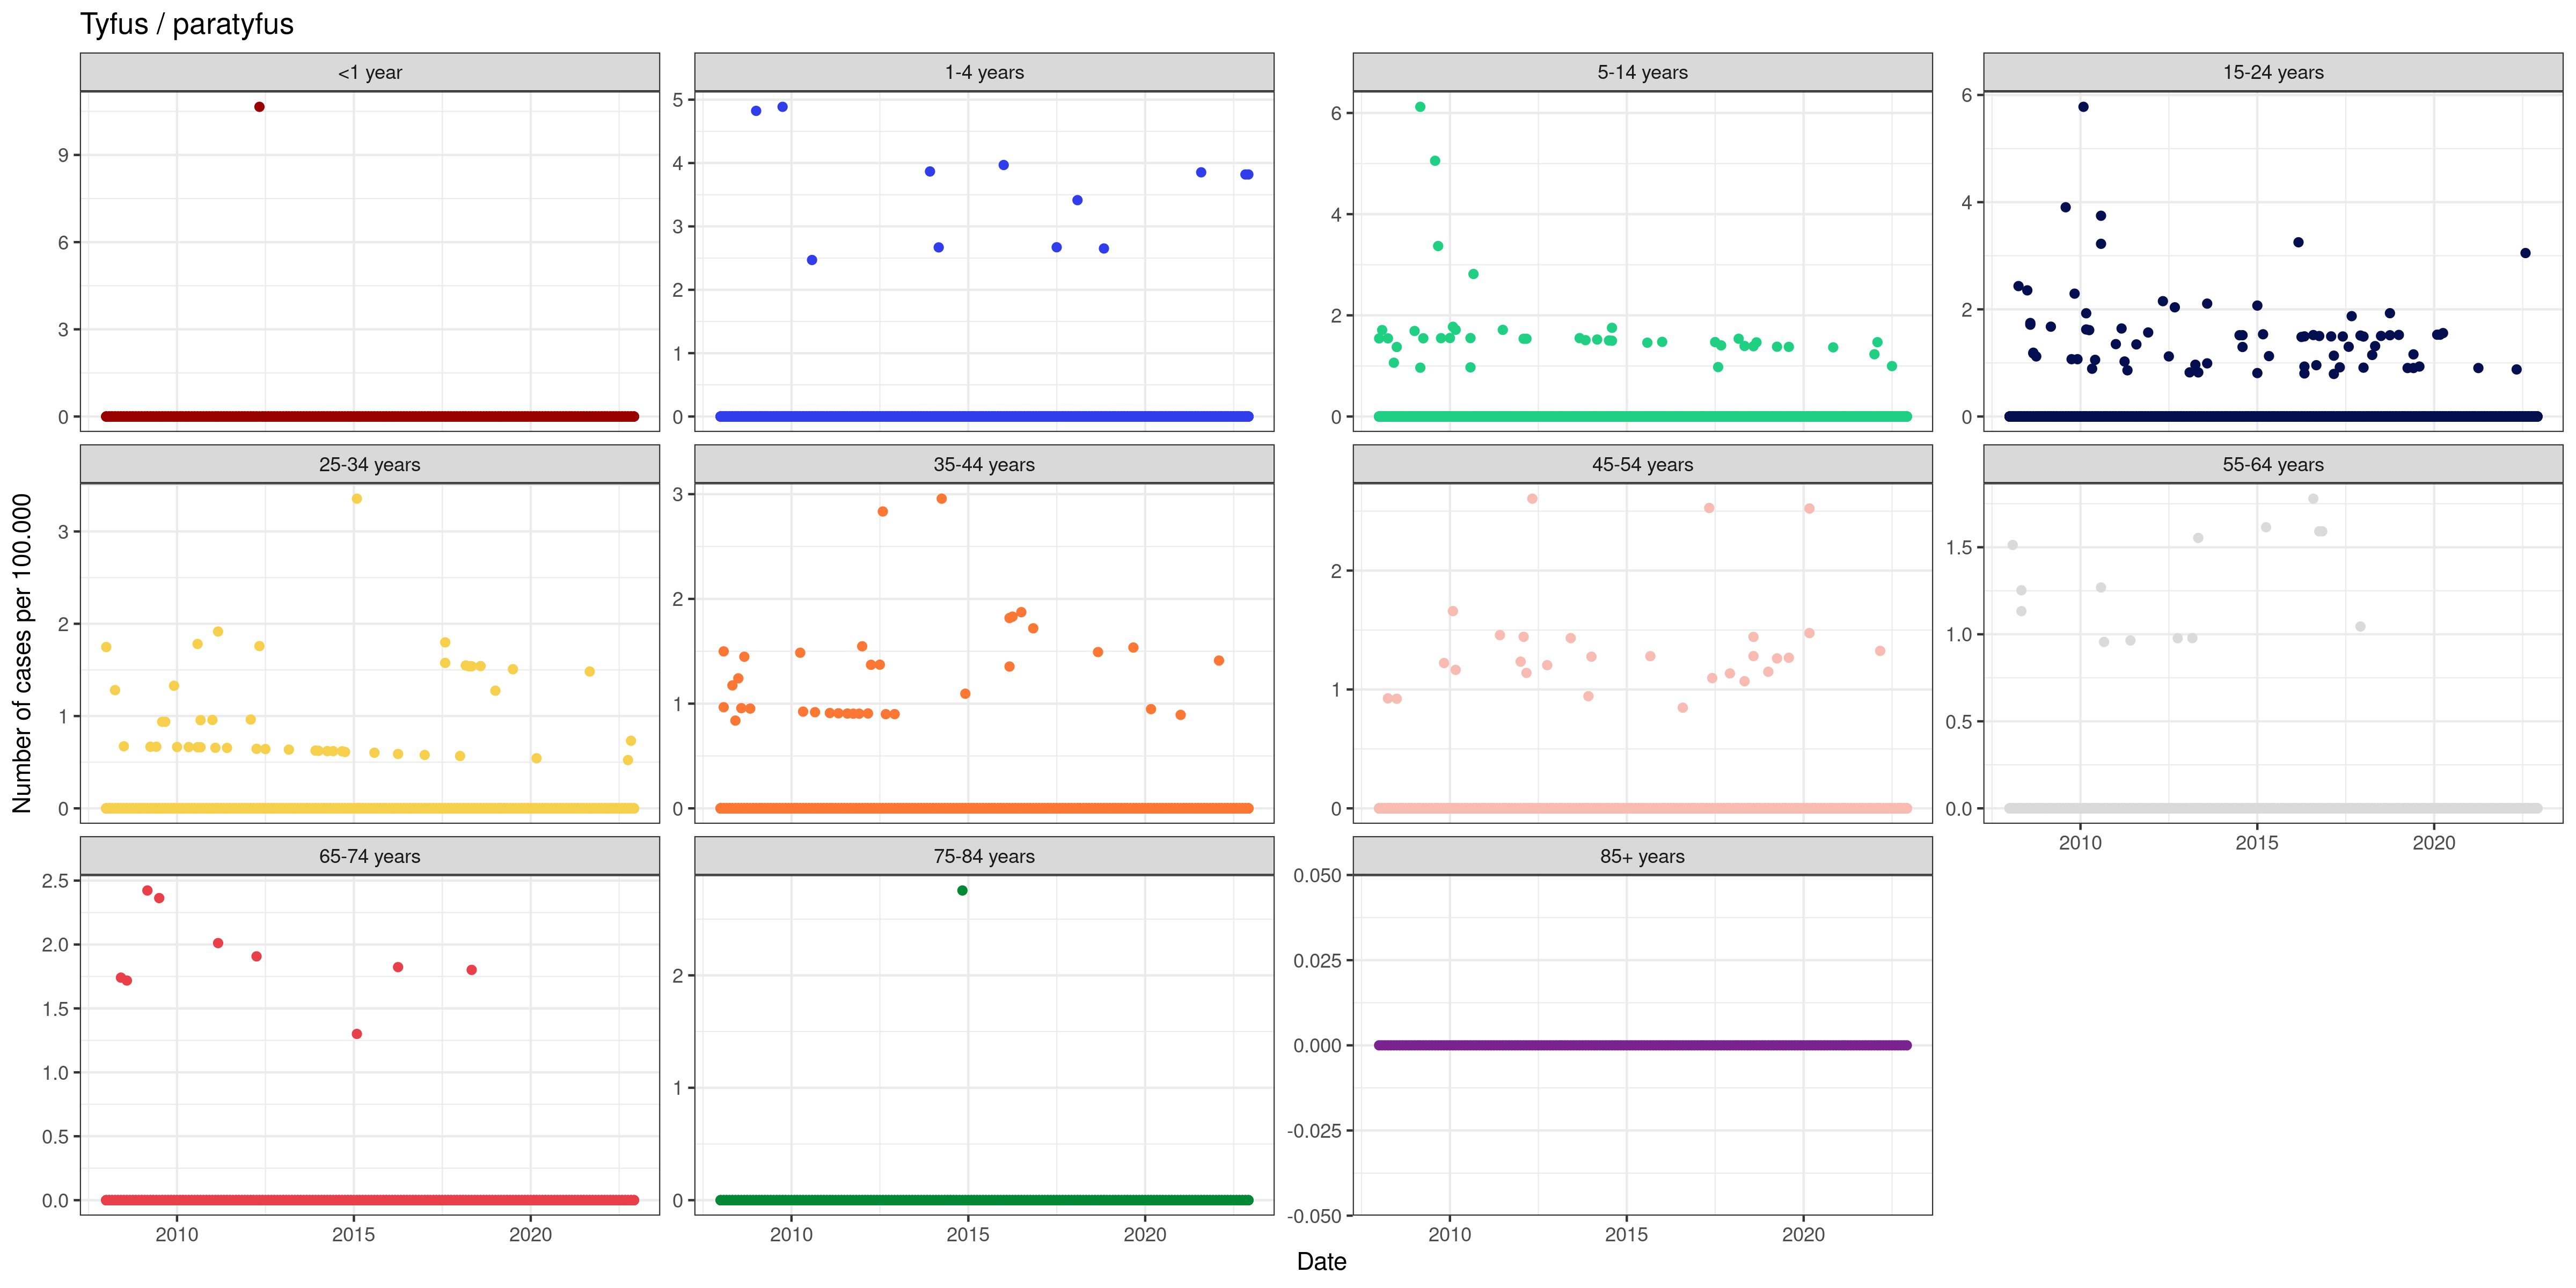 Tyfus / paratyfus
<1 year
1-4 years
5-14 years
15-24 years
9
6
3
0
5
4
3
2
1
0
6
4
2
0
6
4
2
0
25-34 years
35-44 years
45-54 years
55-64 years
3
2
1
0
3
2
1
0
2
1
0
1.5
1.0
0.5
0.0
2010 2015 2020
65-74 years
75-84 years
85+ years
2.5
2.0
1.5
1.0
0.5
0.0
2
1
0
0.050
0.025
0.000
-0.025
-0.050
2010 2015 2020
2010 2015 2020
2010 2015 2020
Number of cases per 100.000
Date